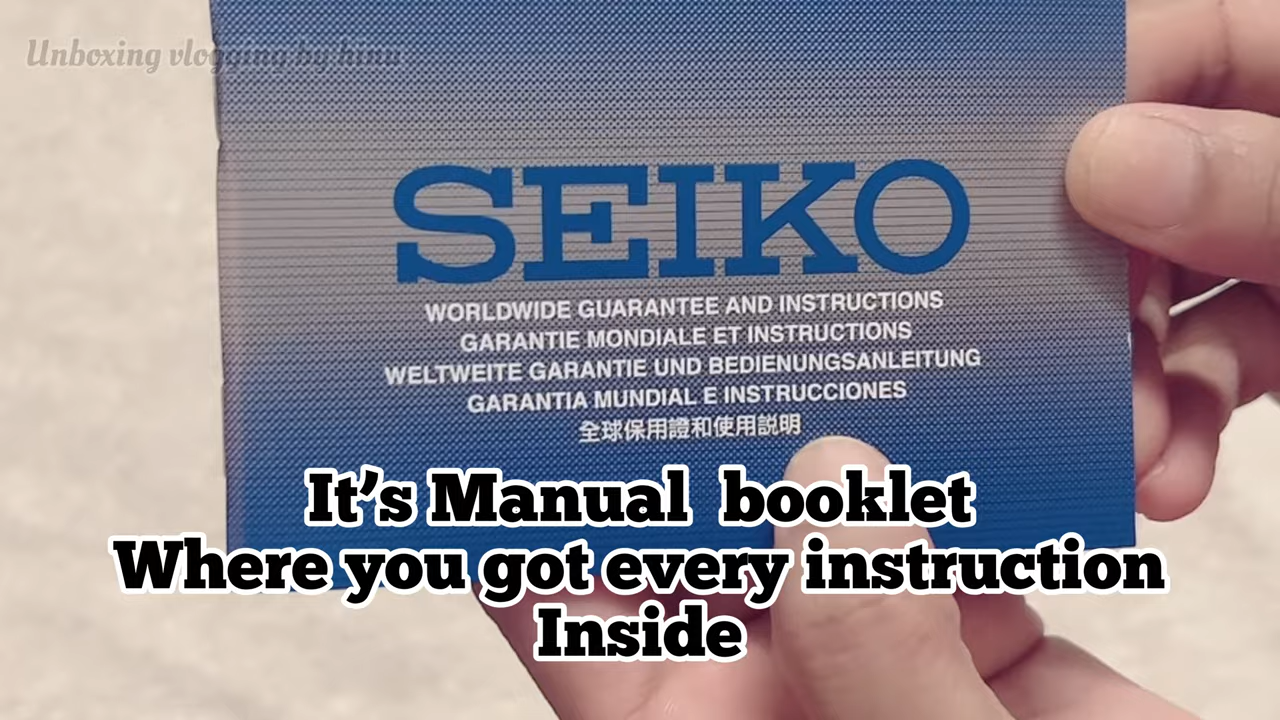 Unboxing vlogging by hinu
SEIKO
WORLDWIDE GUARANTEE AND INSTRUCTIONS
GARANTIE MONDIALE ET INSTRUCTIONS
WELTWEITE GARANTIE UND BEDIENUNGSANLEITUNG
GARANTIA MUNDIAL E INSTRUCCIONES
全球保用證和使用説明
It’s Manual booklet
Where you got every instruction
Inside